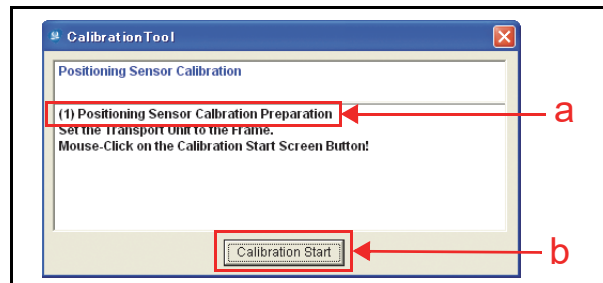 CalibrationTool
Positioning Sensor Calibration
(1) Positioning Sensor Calbration Preparation
Set the Transport Unit to the Frame.
Mouse-Click on the Calibration Start Screen Button!
Calibration Start
a
b